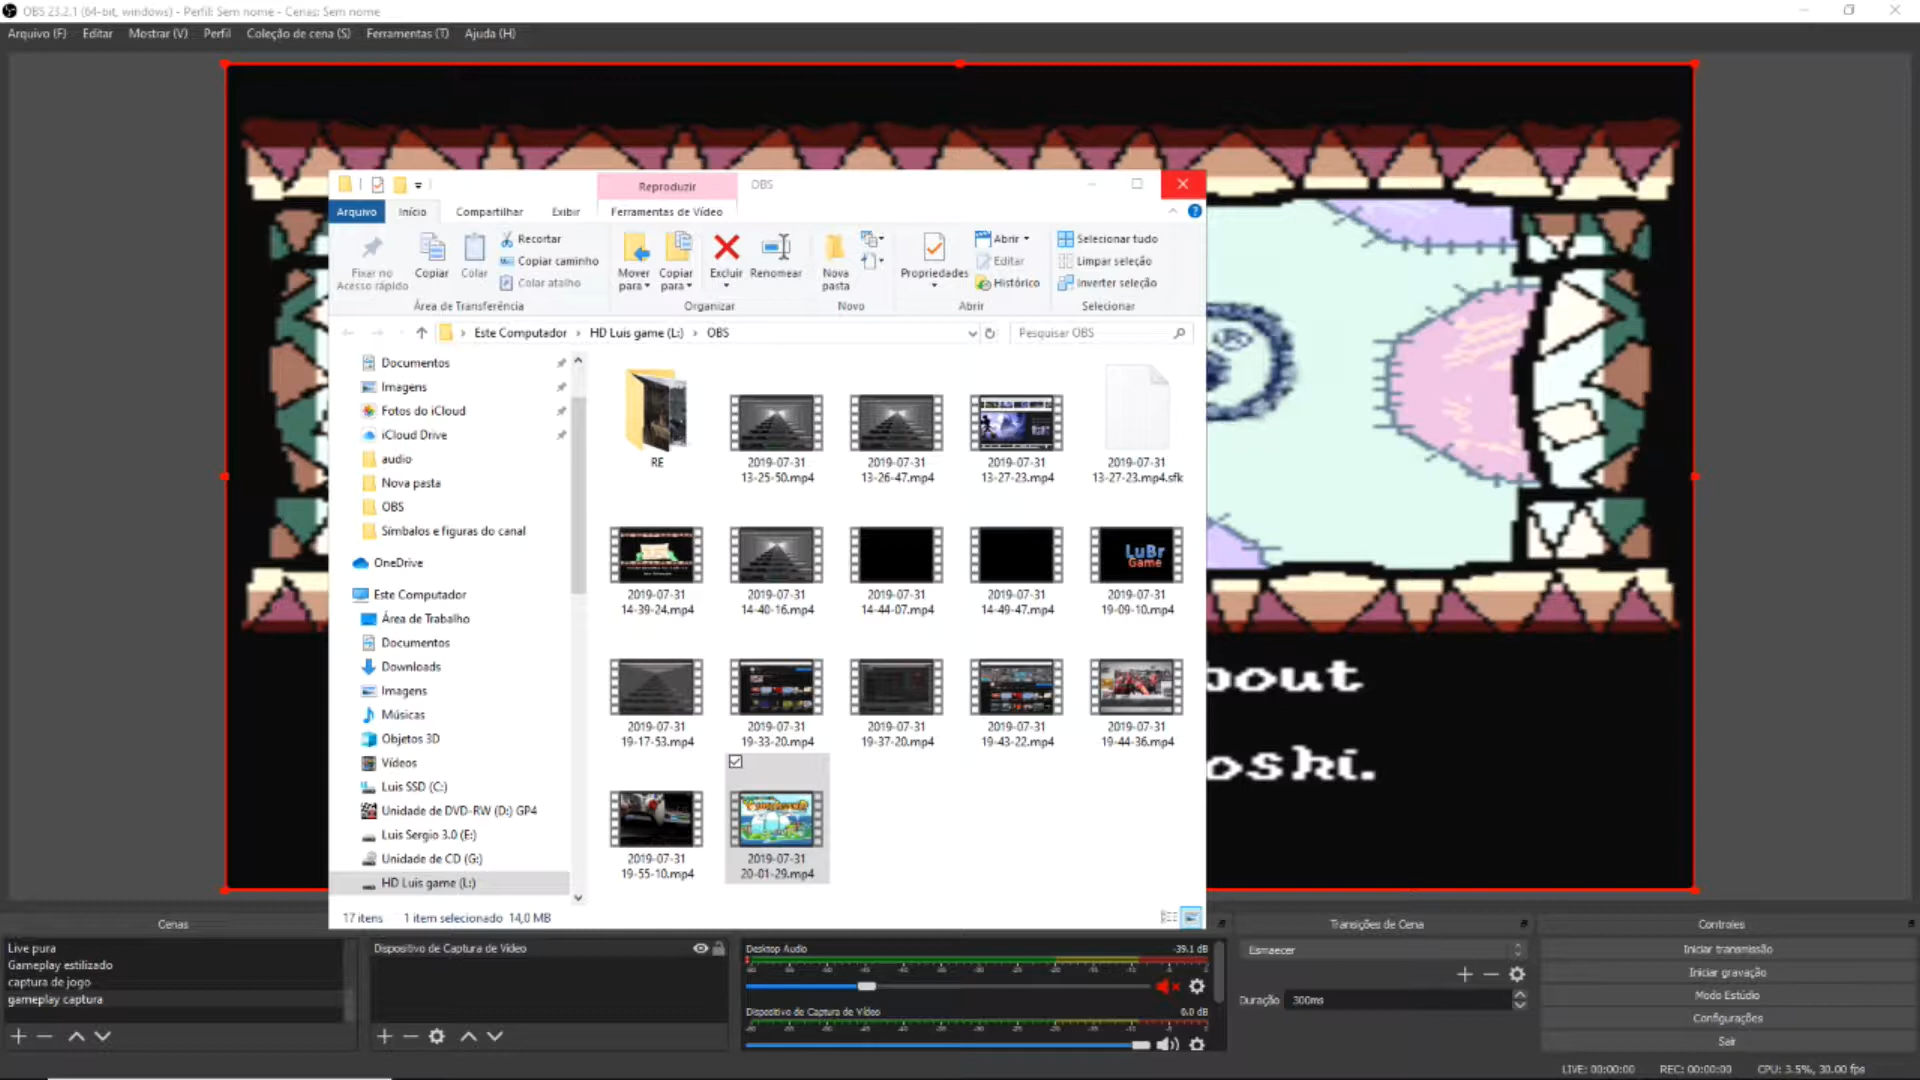 OBS 23.2.1 (64-bit, windows) - Perfil: Sem nome - Cenas: Sem nome
Arquivo (F) Editar Mostrar (V) Perfil Coleção de cena (S) Ferramentas (T) Ajuda (H)
Reproduzir OBS
Arquivo Início Compartilhar Exibir Ferramentas de Vídeo
Fixar no Acesso rápido
Copiar
Colar
Recortar
Copiar caminho
Colar atalho
Área de Transferência
Mover para
Copiar para
Excluir
Renomear
Organizar
Nova pasta
Novo
Propriedades
Abrir
Editar
Histórico
Abrir
Selecionar tudo
Limpar seleção
Inverter seleção
Selecionar
Este Computador > HD Luis game (L:) > OBS
Pesquisar OBS
Documentos
Imagens
Fotos do iCloud
iCloud Drive
audio
Nova pasta
OBS
Símbalos e figuras do canal
OneDrive
Este Computador
Área de Trabalho
Documentos
Downloads
Imagens
Músicas
Objetos 3D
Vídeos
Luis SSD (C:)
Unidade de DVD-RW (D:) GP4
Luis Sergio 3.0 (E:)
Unidade de CD (G:)
HD Luis game (L:)
RE
2019-07-31 13-25-50.mp4
2019-07-31 13-26-47.mp4
2019-07-31 13-27-23.mp4
2019-07-31 13-27-23.mp4.sfk
LuBr Game
2019-07-31 14-39-24.mp4
2019-07-31 14-40-16.mp4
2019-07-31 14-44-07.mp4
2019-07-31 14-49-47.mp4
2019-07-31 19-09-10.mp4
2019-07-31 19-17-53.mp4
2019-07-31 19-33-20.mp4
2019-07-31 19-37-20.mp4
2019-07-31 19-43-22.mp4
2019-07-31 19-44-36.mp4
2019-07-31 19-55-10.mp4
2019-07-31 20-01-29.mp4
17 itens 1 item selecionado 14,0 MB
bout
oshi.
Cenas
Live pura
Gameplay estilizado
captura de jogo
gameplay captura
Dispositivo de Captura de Vídeo
Desktop Audio -39.1 dB
Dispositivo de Captura de Vídeo 0.0 dB
Transições de Cena
Esmaecer
Duração 300ms
Controles
Iniciar transmissão
Iniciar gravação
Modo Estúdio
Configurações
Sair
LIVE: 00:00:00 REC: 00:00:00 CPU: 3.5%, 30.00 fps